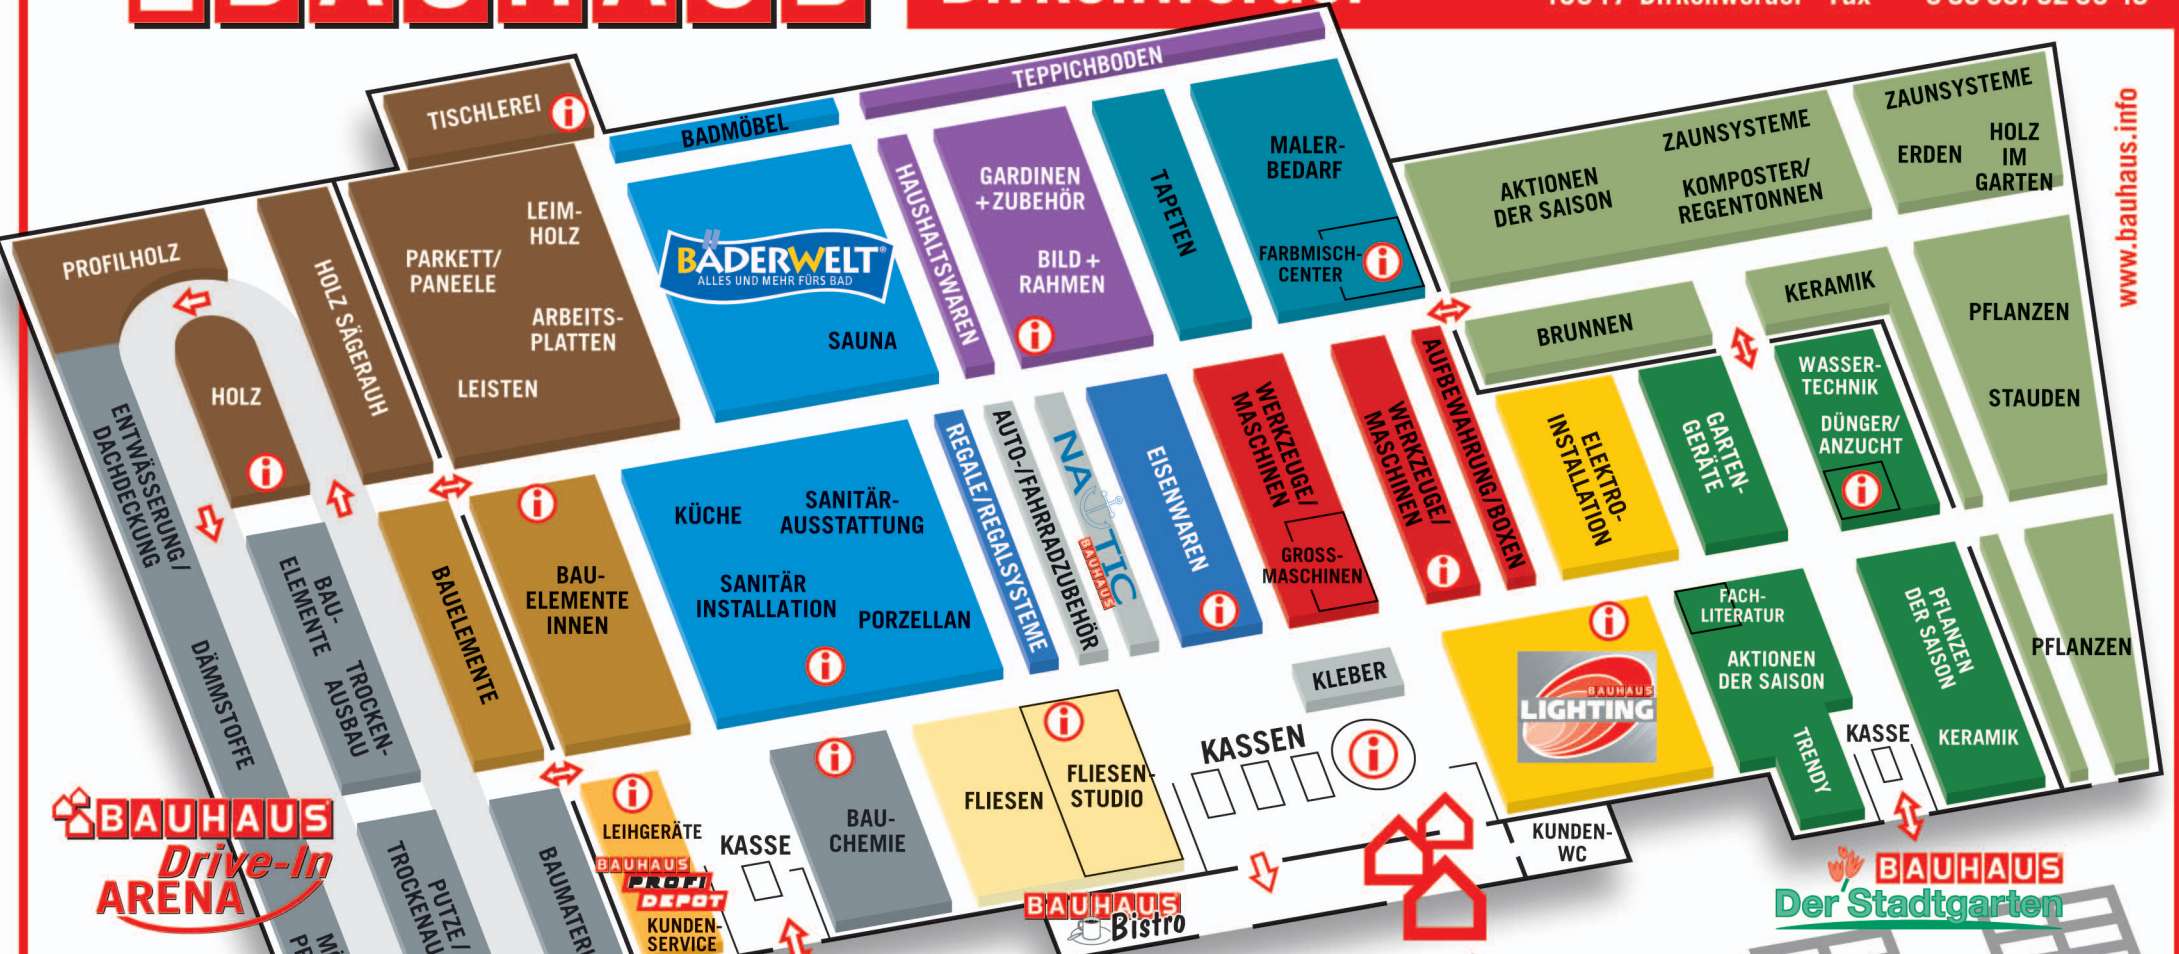 BAUHAUS
Birkenwerder
www.bauhaus.info
TISCHLEREI
BADMÖBEL
TEPPICHBODEN
PROFILHOLZ
HOLZ SÄGERAUH
LEIM-
HOLZ
PARKETT/
PANEELE
ARBEITS-
PLATTEN
LEISTEN
HOLZ
BÄDERWELT®
ALLES UND MEHR FÜRS BAD
SAUNA
HAUSHALTSWAREN
GARDINEN
+ZUBEHÖR
BILD +
RAHMEN
TAPETEN
MALER-
BEDARF
FARBMISCH-
CENTER
ZAUNSYSTEME
AKTIONEN
DER SAISON
KOMPOSTER/
REGENTONNEN
ZAUNSYSTEME
ERDEN
HOLZ
IM
GARTEN
BRUNNEN
KERAMIK
PFLANZEN
STAUDEN
WASSER-
TECHNIK
DÜNGER/
ANZUCHT
GARTEN-
GERÄTE
ELEKTRO-
INSTALLATION
AUFBEWAHRUNG/BOXEN
WERKZEUGE/
MASCHINEN
WERKZEUGE/
MASCHINEN
GROSS-
MASCHINEN
EISENWAREN
NAUTIC
BAUHAUS
AUTO-/FAHRRADZUBEHÖR
REGALE/REGALSYSTEME
KÜCHE
SANITÄR-
AUSSTATTUNG
SANITÄR
INSTALLATION
PORZELLAN
BAU-
ELEMENTE
INNEN
BAUELEMENTE
ENTWÄSSERUNG/
DACHDECKUNG
BAU-
ELEMENTE
TROCKEN-
AUSBAU
DÄMMSTOFFE
KLEBER
BAUHAUS
LIGHTING
FACH-
LITERATUR
AKTIONEN
DER SAISON
TRENDY
PFLANZEN
DER SAISON
KERAMIK
PFLANZEN
KASSE
KASSEN
FLIESEN
FLIESEN-
STUDIO
BAU-
CHEMIE
KASSE
LEIHGERÄTE
BAUHAUS
PROFI
DEPOT
KUNDEN-
SERVICE
KUNDEN-
WC
BAUHAUS
Drive-In
ARENA
PUTZE/
BAUHAUS
Bistro
BAUHAUS
Der Stadtgarten